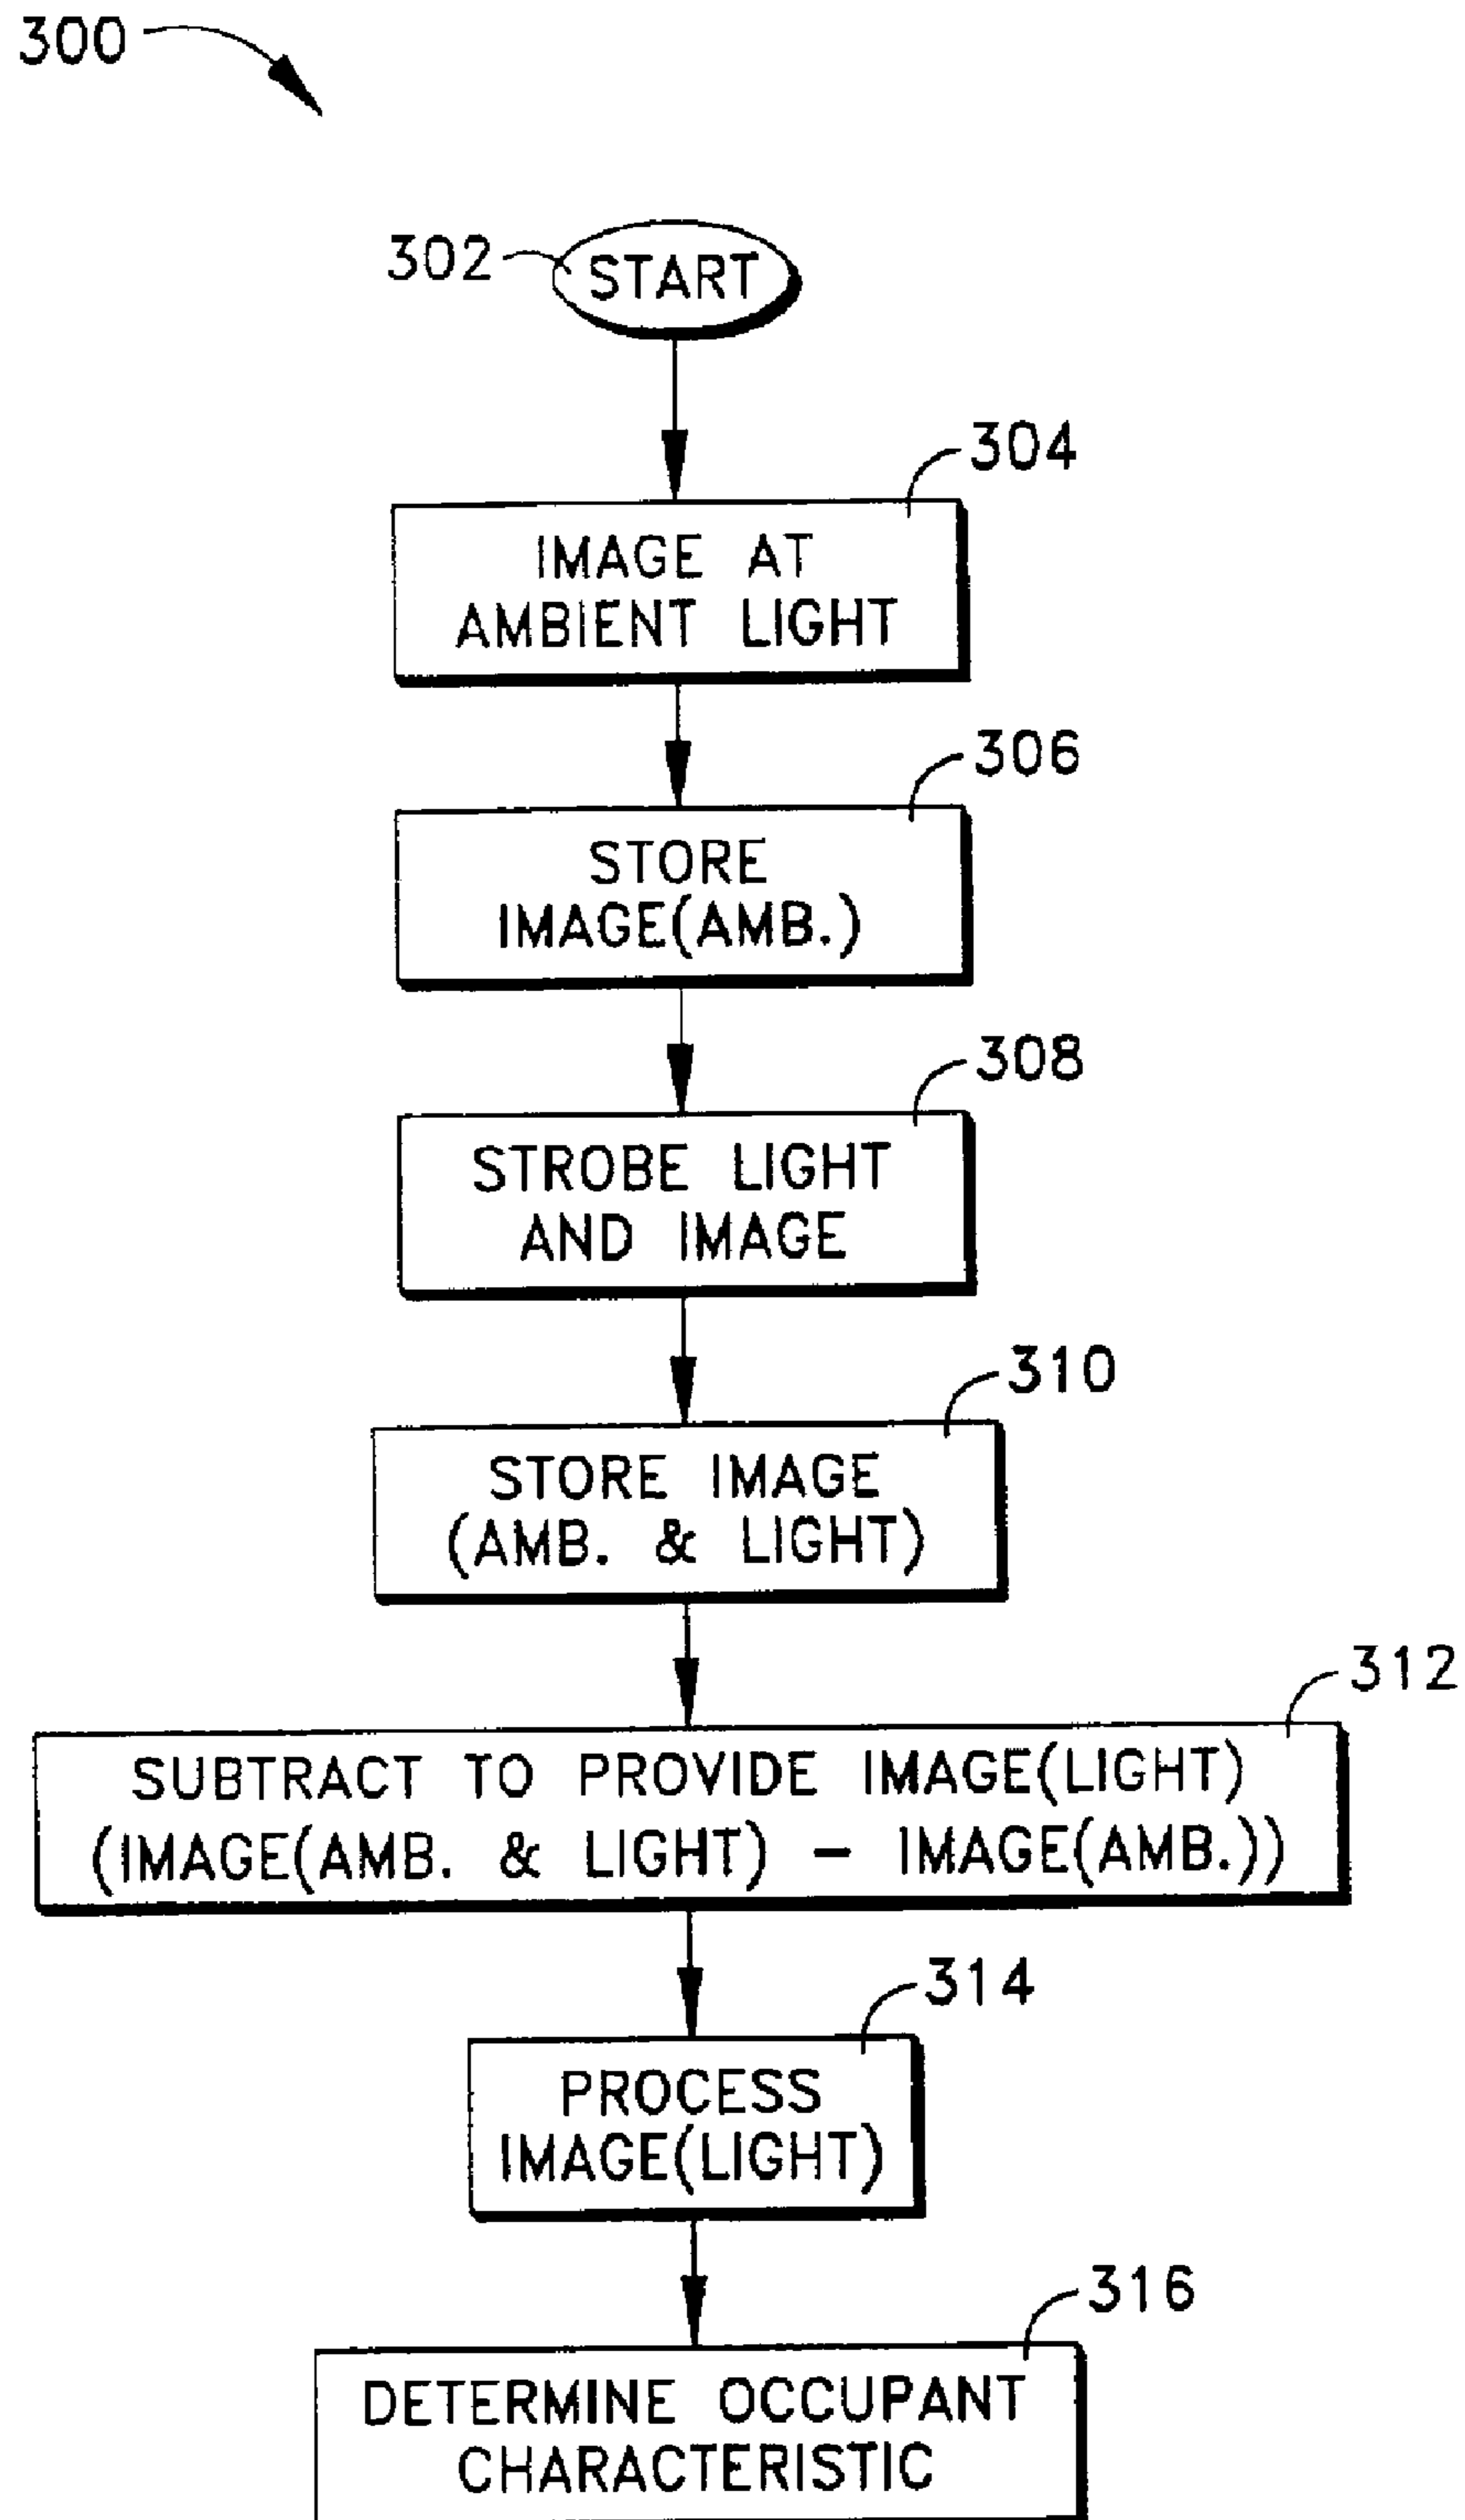 300
302
START
304
IMAGE AT
AMBIENT LIGHT
306
STORE
IMAGE(AMB.)
308
STROBE LIGHT
AND IMAGE
310
STORE IMAGE
(AMB. & LIGHT)
312
SUBTRACT TO PROVIDE IMAGE(LIGHT)
(IMAGE(AMB. & LIGHT) – IMAGE(AMB.))
314
PROCESS
IMAGE(LIGHT)
316
DETERMINE OCCUPANT
CHARACTERISTIC